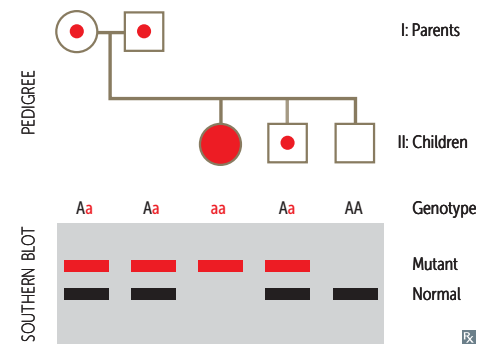 I: Parents
PEDIGREE
II: Children
Aa Aa aa Aa AA Genotype
SOUTHERN BLOT
Mutant
Normal
Rx